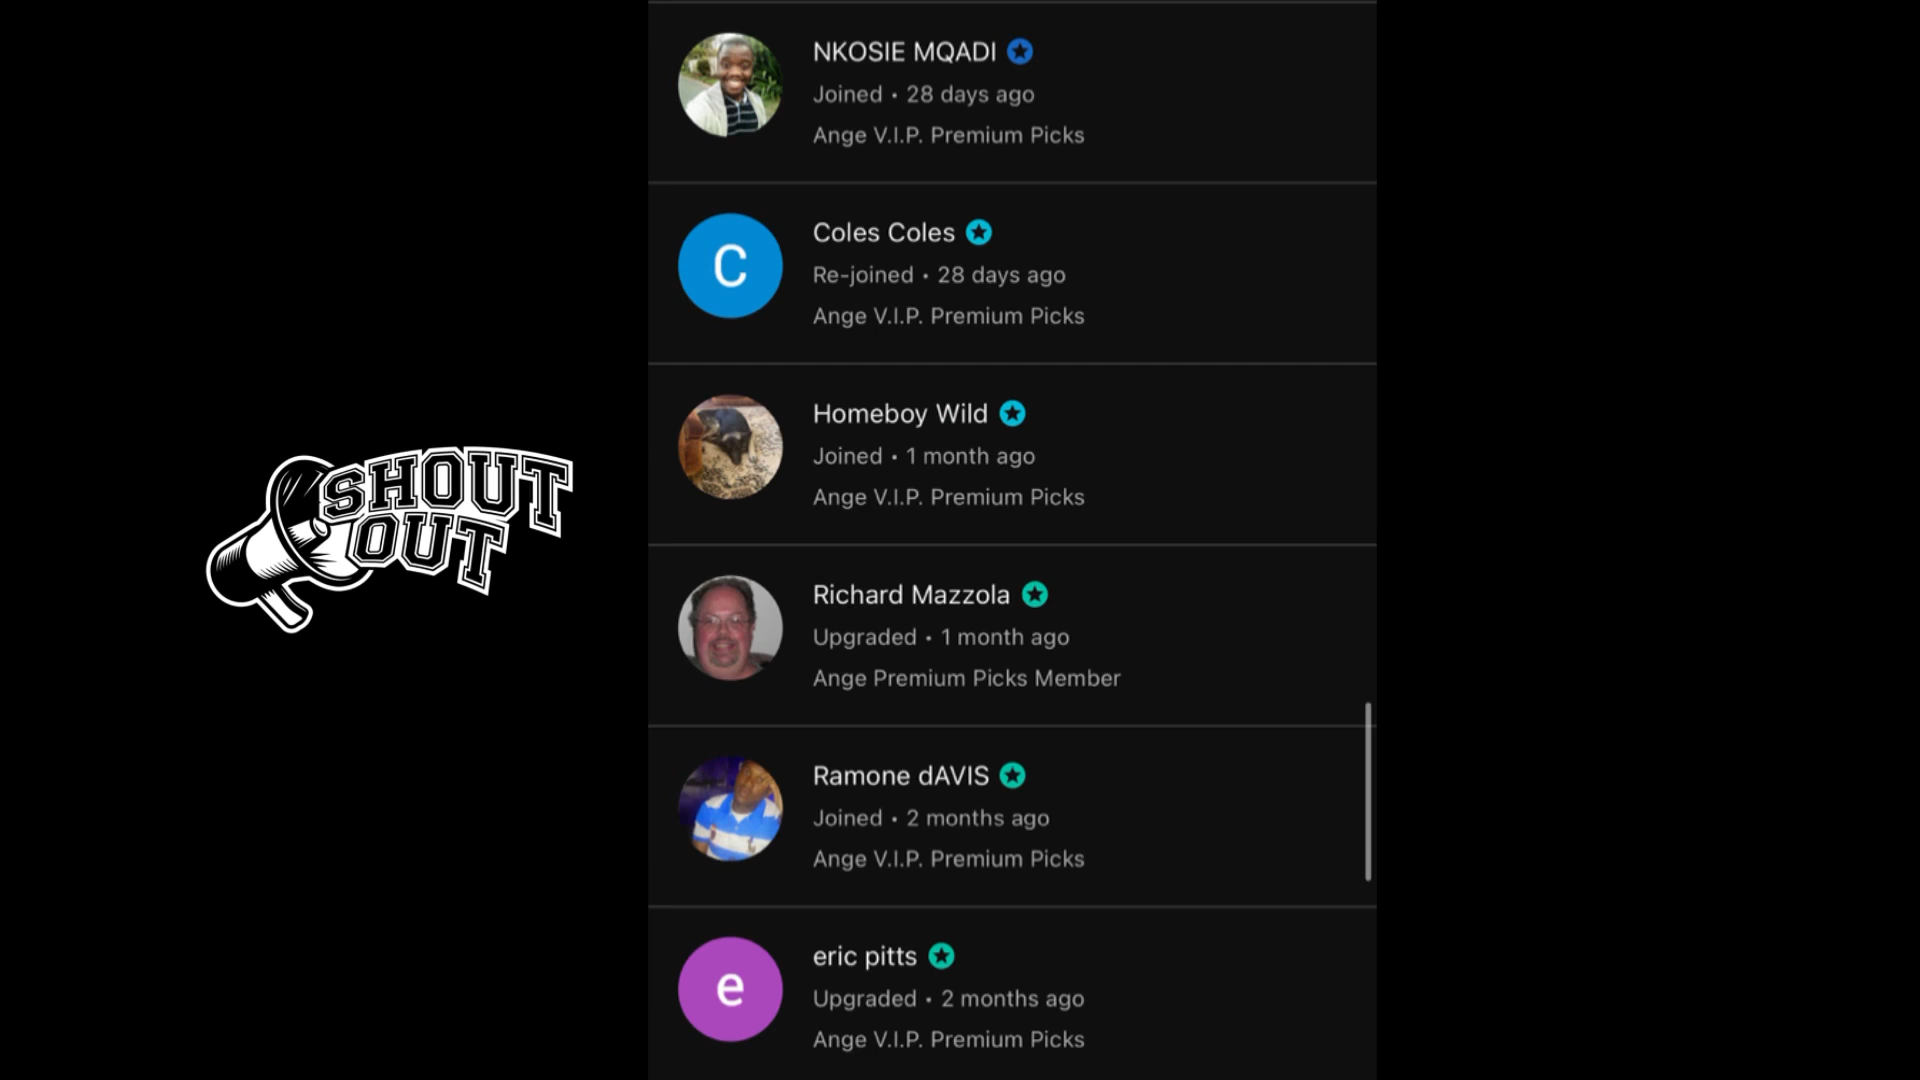 SHOUT
OUT
NKOSIE MQADI
Joined • 28 days ago
Ange V.I.P. Premium Picks
C
Coles Coles
Re-joined • 28 days ago
Ange V.I.P. Premium Picks
Homeboy Wild
Joined • 1 month ago
Ange V.I.P. Premium Picks
Richard Mazzola
Upgraded • 1 month ago
Ange Premium Picks Member
Ramone dAVIS
Joined • 2 months ago
Ange V.I.P. Premium Picks
e
eric pitts
Upgraded • 2 months ago
Ange V.I.P. Premium Picks